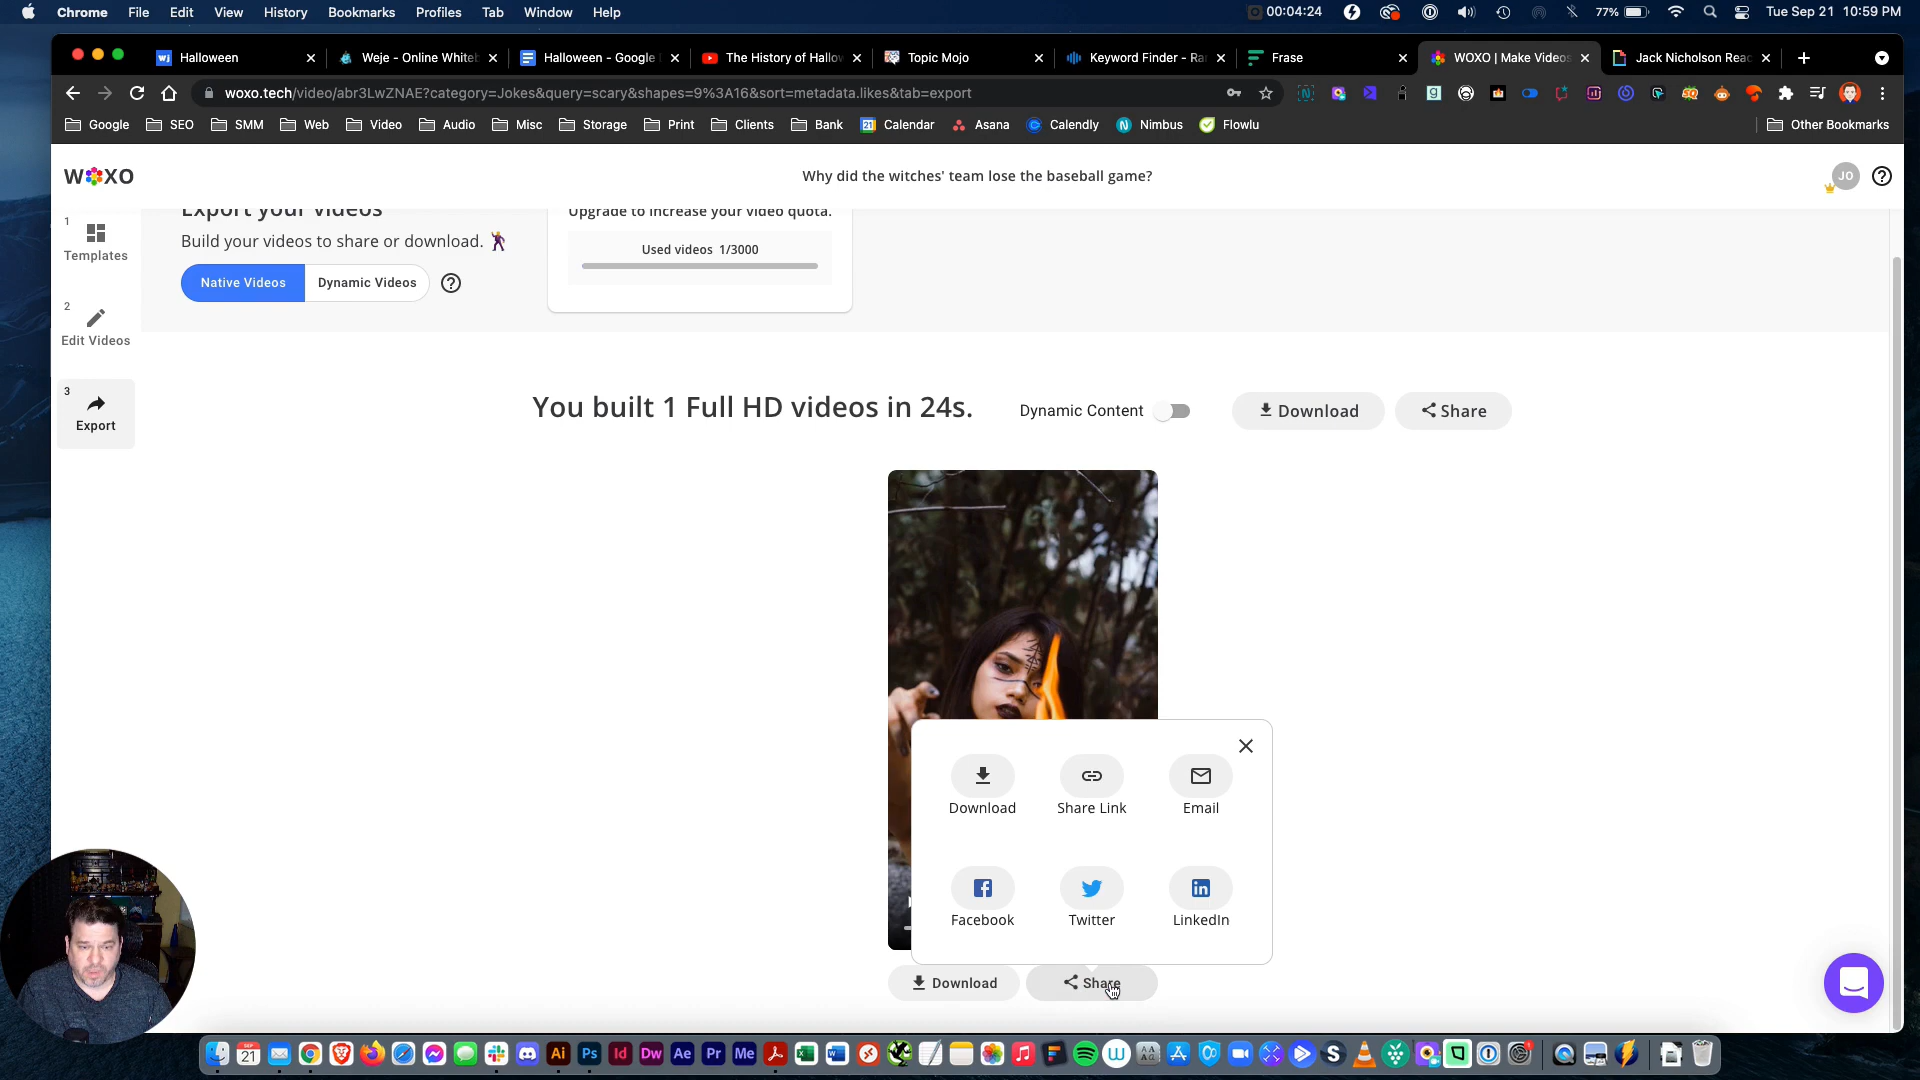 Chrome File Edit View History Bookmarks Profiles Tab Window Help
00:04:24 77% Tue Sep 21 10:59 PM
Halloween
Weje - Online Whiteb
Halloween - Google
The History of Hallow
Topic Mojo
Keyword Finder - Ra
Frase
WOXO | Make Videos
Jack Nicholson Reac
woxo.tech/video/abr3LwZNAE?category=Jokes&query=scary&shapes=9%3A16&sort=metadata.likes&tab=export
Google SEO SMM Web Video Audio Misc Storage Print Clients Bank Calendar Asana Calendly Nimbus Flowlu Other Bookmarks
WOXO
Why did the witches' team lose the baseball game?
JO
1
Templates
2
Edit Videos
3
Export
Export your videos
Build your videos to share or download.
Native Videos
Dynamic Videos
Upgrade to increase your video quota.
Used videos 1/3000
You built 1 Full HD videos in 24s.
Dynamic Content
Download
Share
Download
Share Link
Email
Facebook
Twitter
LinkedIn
Download
Share